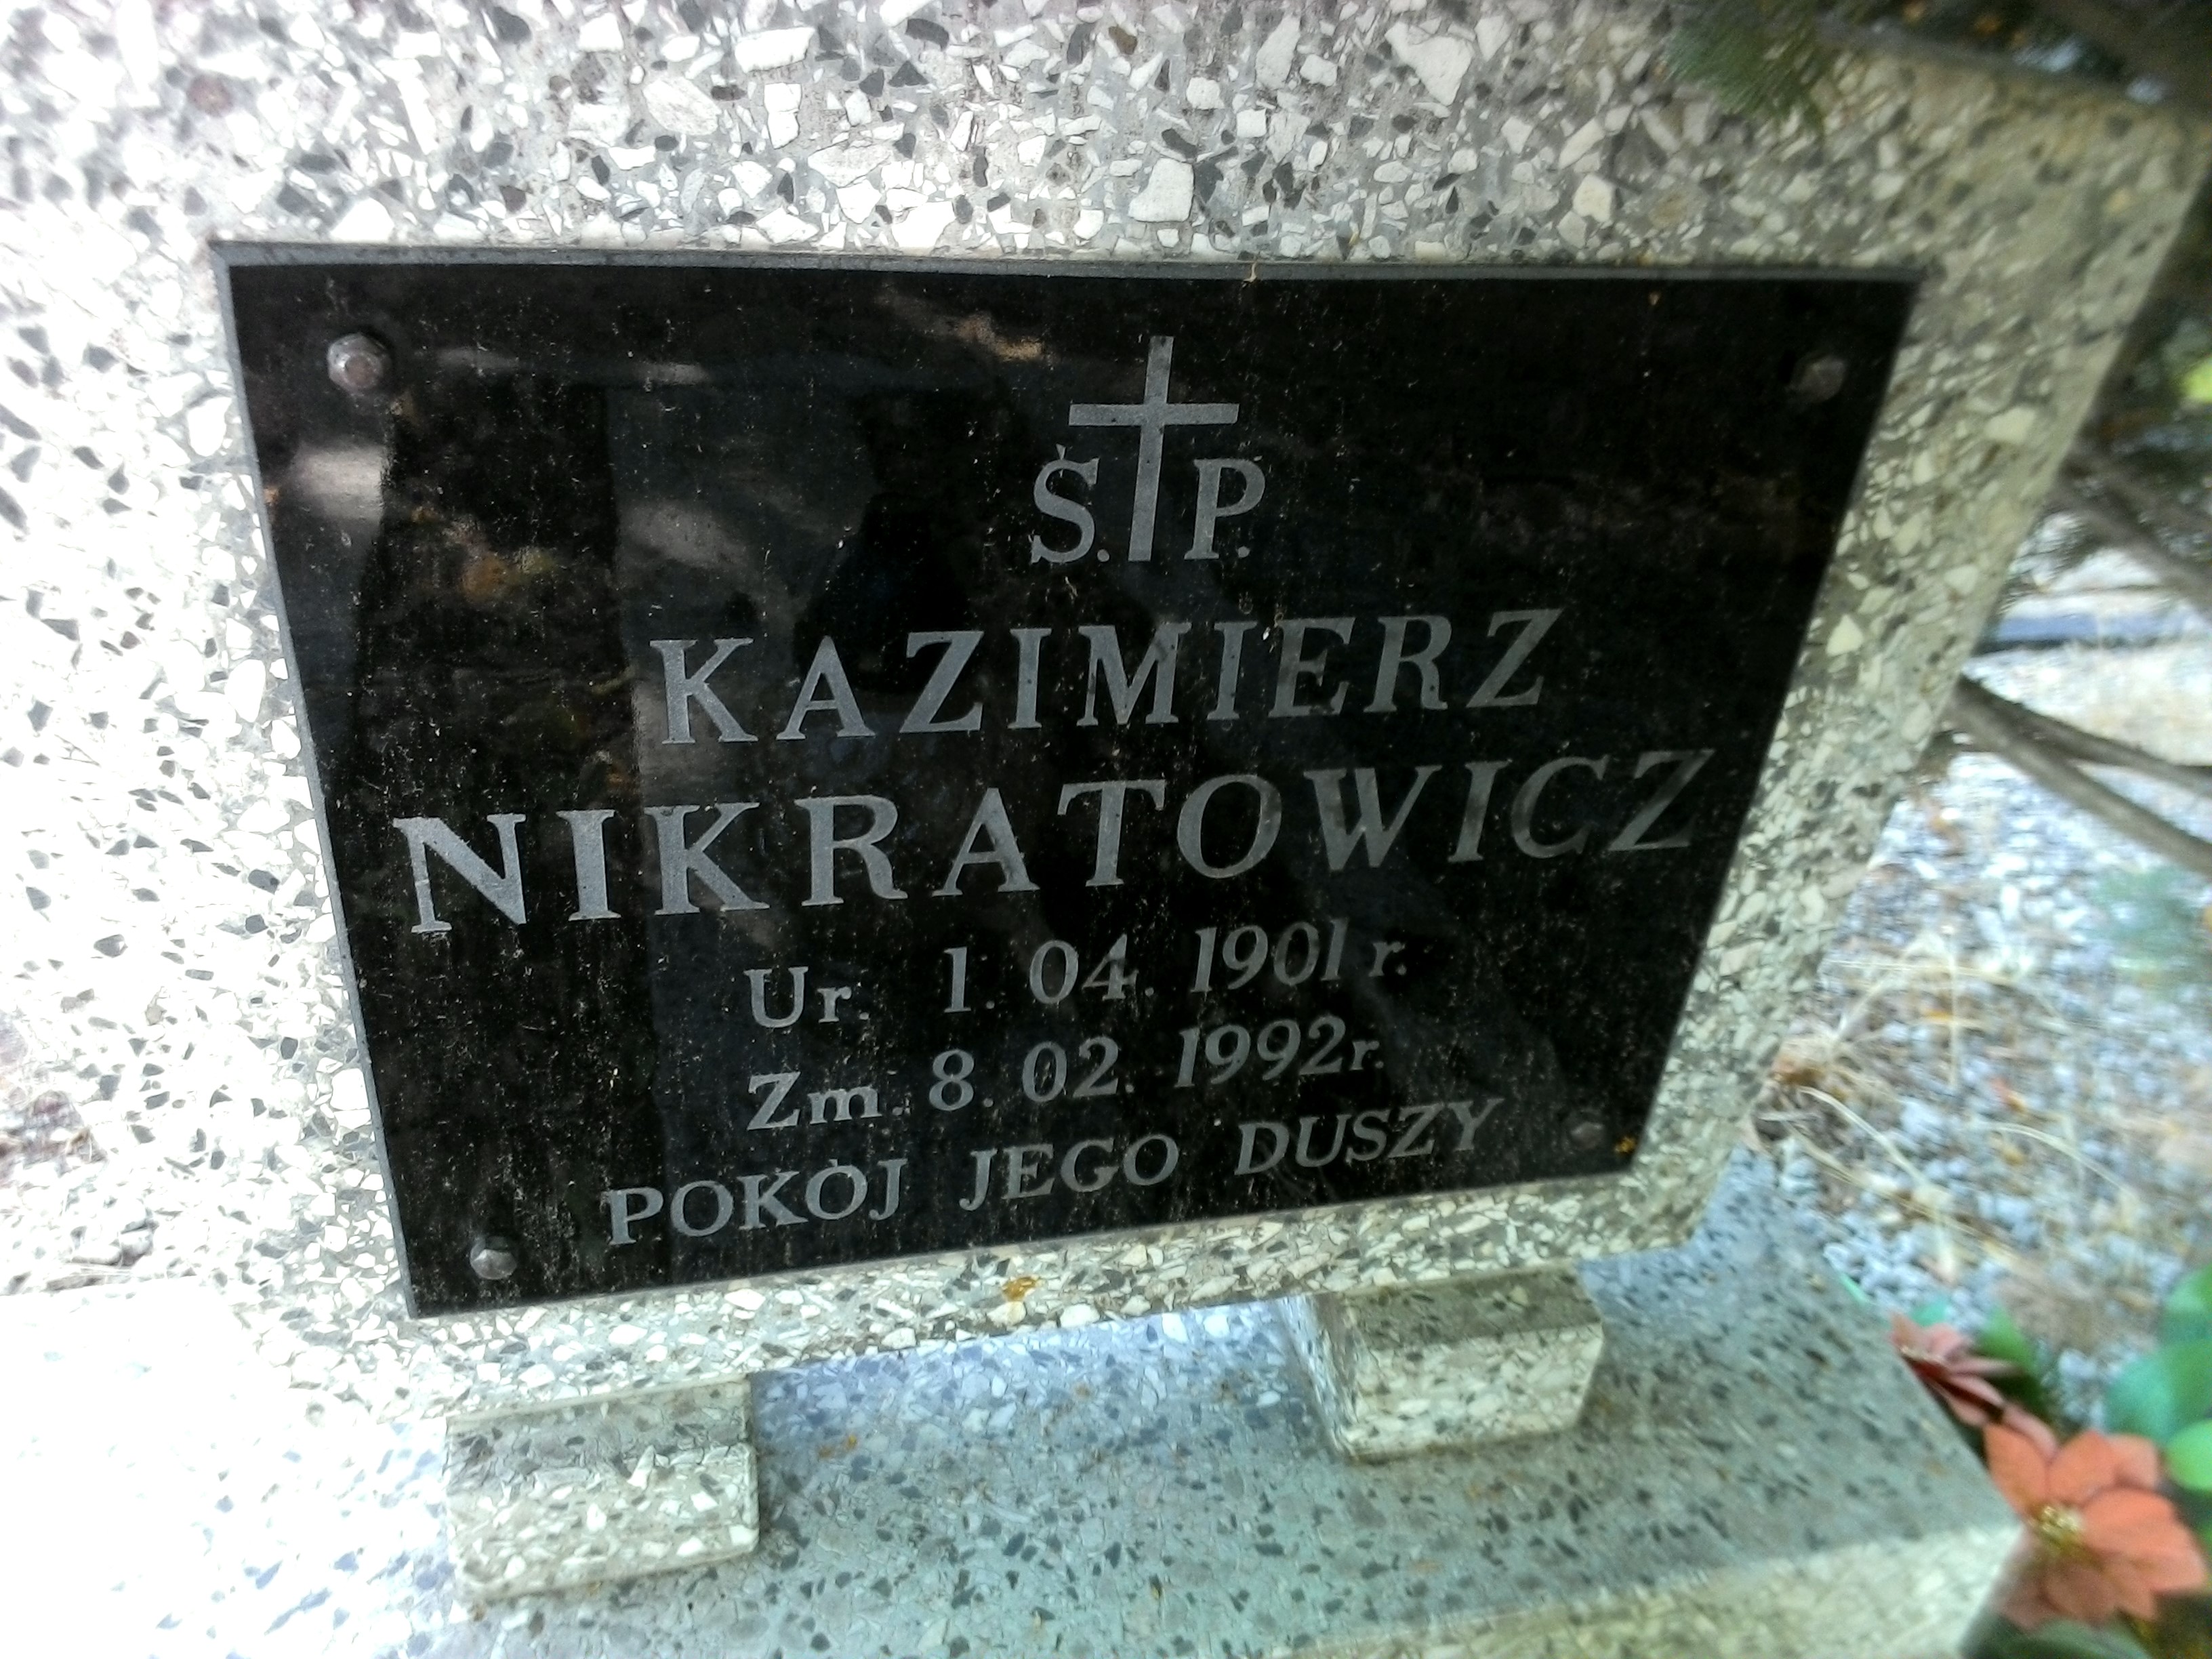 Ś.P.
KAZIMIERZ
NIKRATOWICZ
Ur. 1. 04. 1901 r.
Zm. 8. 02. 1992r.
POKÓJ JEGO DUSZY